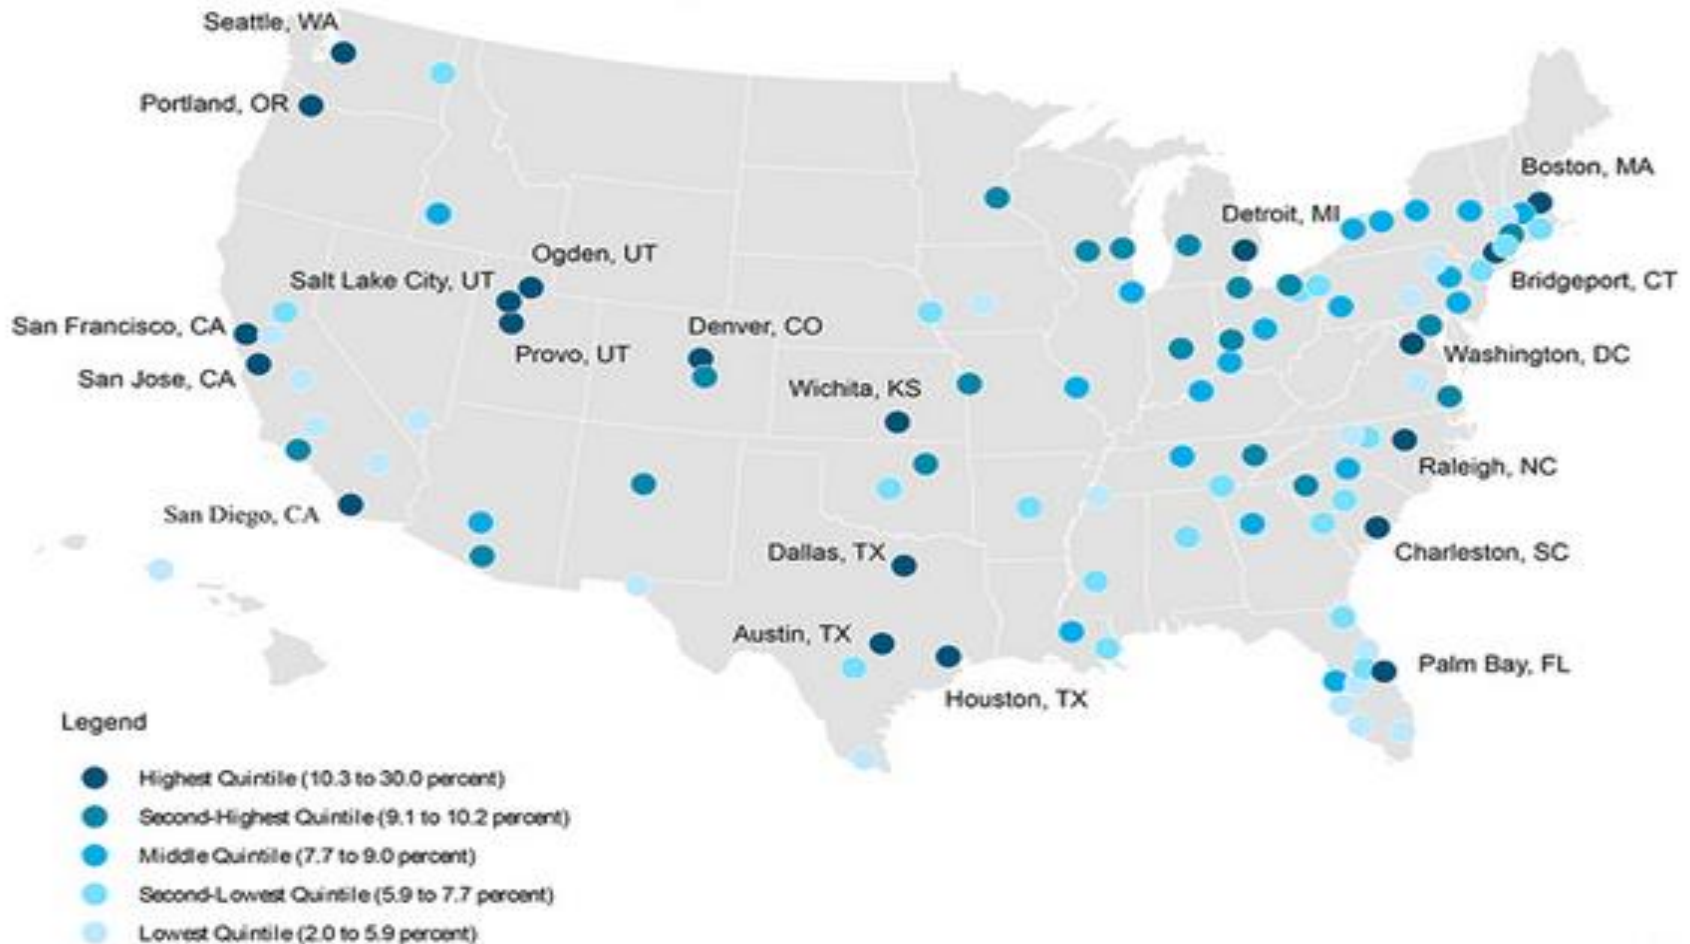 Seattle, WA
Portland, OR
Boston, MA
Detroit, MI
Ogden, UT
Salt Lake City, UT
Bridgeport, CT
San Francisco, CA
Denver, CO
Provo, UT
Washington, DC
San Jose, CA
Wichita, KS
Raleigh, NC
San Diego, CA
Dallas, TX
Charleston, SC
Austin, TX
Palm Bay, FL
Houston, TX
Legend
Highest Quintile (10.3 to 30.0 percent)
Second-Highest Quintile (9.1 to 10.2 percent)
Middle Quintile (7.7 to 9.0 percent)
Second-Lowest Quintile (5.9 to 7.7 percent)
Lowest Quintile (2.0 to 5.9 percent)